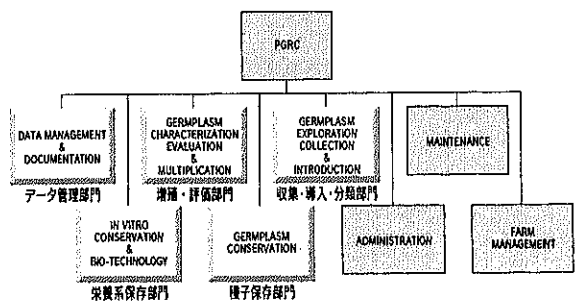 PGRC
DATA MANAGEMENT
&
DOCUMENTATION
データ管理部門
GERMPLASM
CHARACTERIZATION
EVALUATION
&
MULTIPLICATION
増殖・評価部門
GERMPLASM
EXPLORATION
COLLECTION
&
INTRODUCTION
収集・導入・分類部門
MAINTENANCE
IN VITRO
CONSERVATION
&
BIO-TECHNOLOGY
栄養系保存部門
GERMPLASM
CONSERVATION
種子保存部門
ADMINISTRATION
FARM
MANAGEMENT